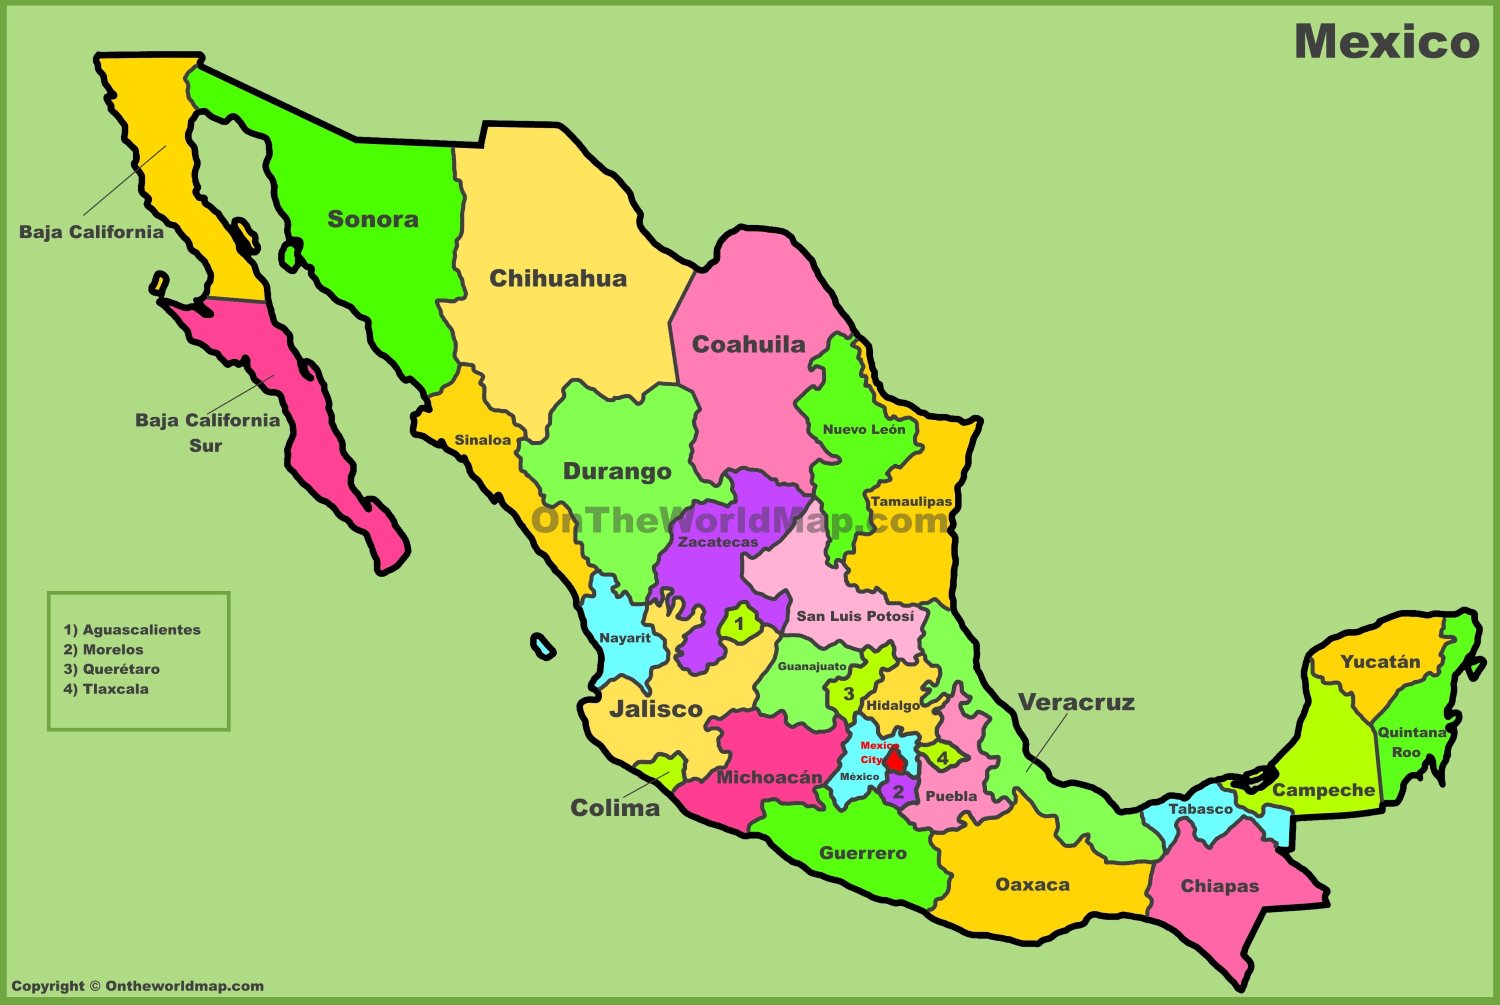 Mexico
Baja California
Sonora
Chihuahua
Coahuila
Baja California
Sur
Sinaloa
Durango
Nuevo León
Tamaulipas
OnTheWorldMap.com
Zacatecas
San Luis Potosí
1
Nayarit
1) Aguascalientes
2) Morelos
3) Querétaro
4) Tlaxcala
Guanajuato
Yucatán
3
Hidalgo
Jalisco
Veracruz
Quintana
Roo
Mexico
City
4
Michoacán
México
2
Puebla
Campeche
Colima
Tabasco
Guerrero
Oaxaca
Chiapas
Copyright © Ontheworldmap.com